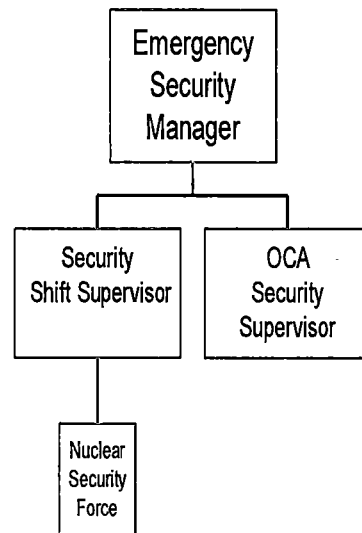 Emergency
Security
Manager
Security
Shift Supervisor
OCA
Security
Supervisor
Nuclear
Security
Force